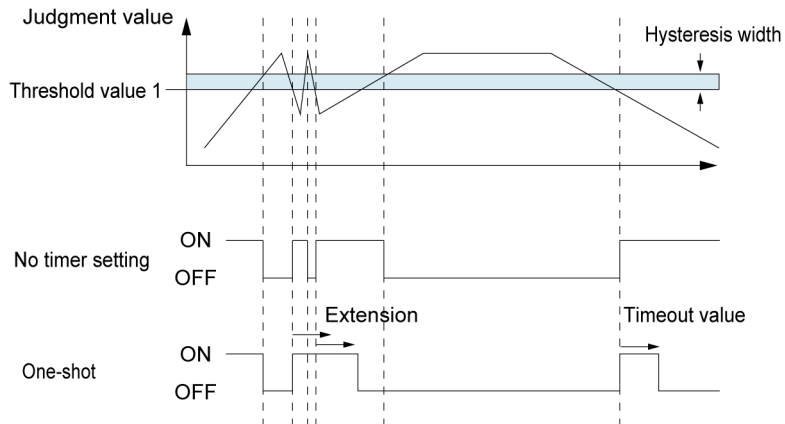 Judgment value
Hysteresis width
Threshold value 1
ON
No timer setting
OFF
Extension
Timeout value
ON
One-shot
OFF